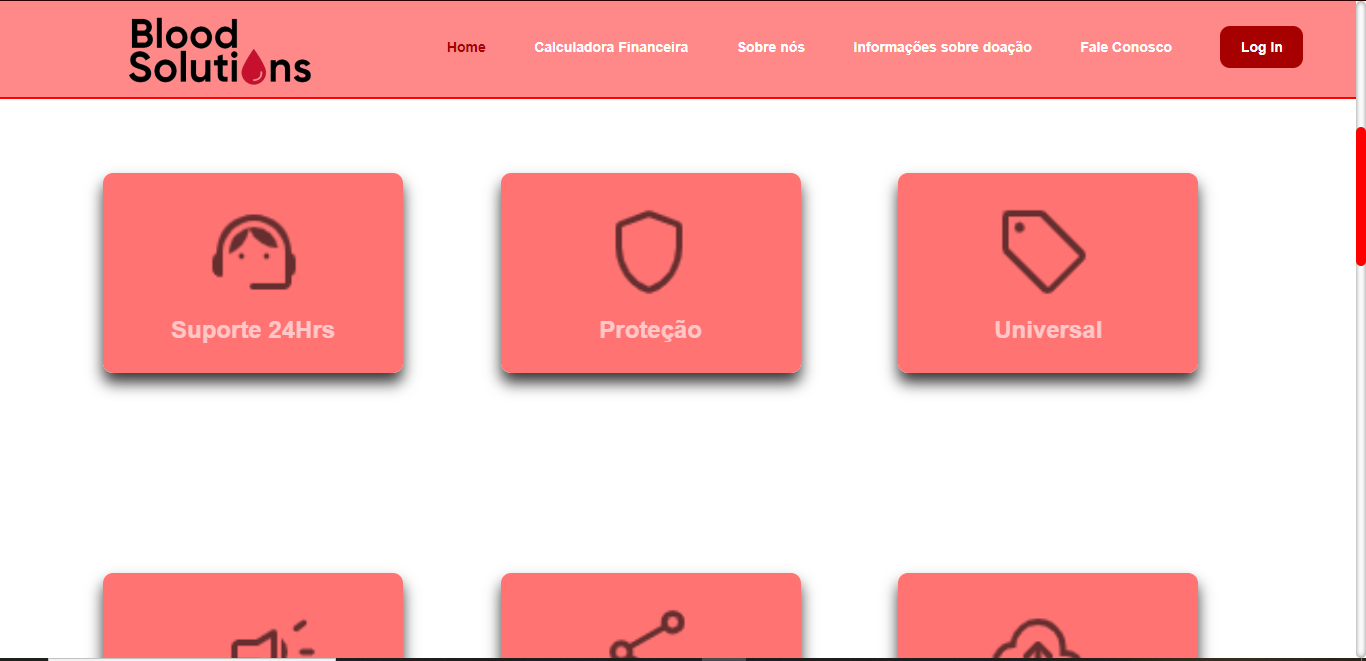 Blood
Solutions
Home
Calculadora Financeira
Sobre nós
Informações sobre doação
Fale Conosco
Log In
Suporte 24Hrs
Proteção
Universal